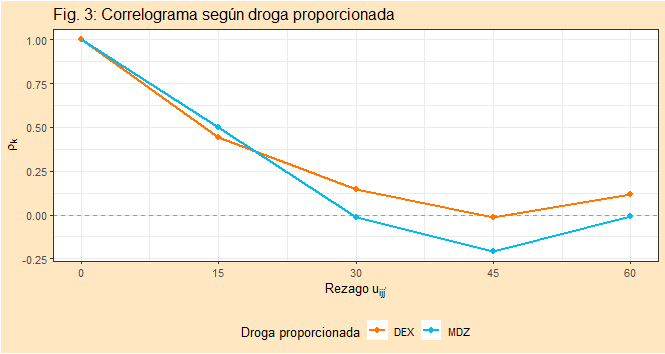 Fig. 3: Correlograma según droga proporcionada
1.00
0.75
0.50
0.25
0.00
-0.25
ρk
0 15 30 45 60
Rezago uijj'
Droga proporcionada DEX MDZ